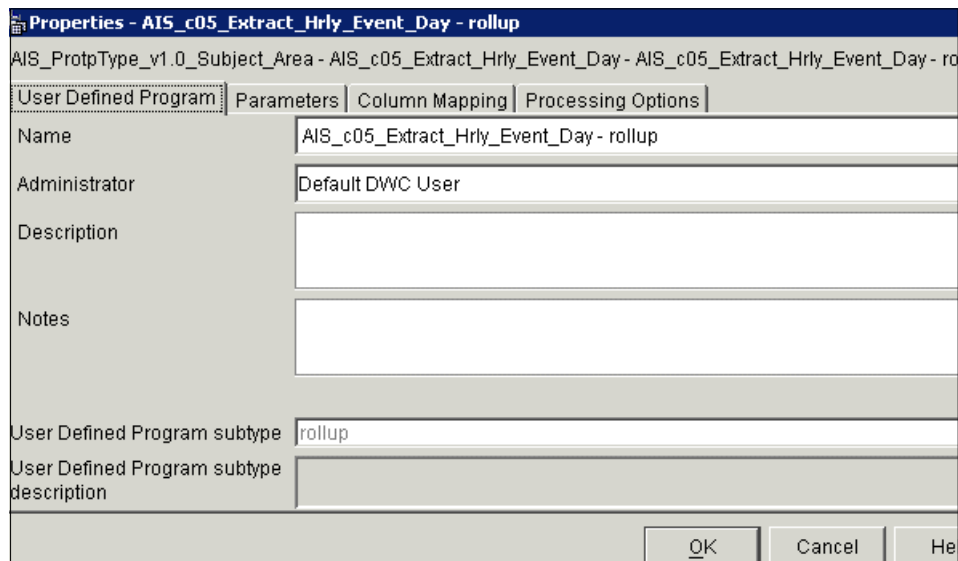 Properties - AIS_c05_Extract_Hrly_Event_Day - rollup
AIS_ProtpType_v1.0_Subject_Area - AIS_c05_Extract_Hrly_Event_Day - AIS_c05_Extract_Hrly_Event_Day - ro
User Defined Program Parameters Column Mapping Processing Options
Name AIS_c05_Extract_Hrly_Event_Day - rollup
Administrator Default DWC User
Description
Notes
User Defined Program subtype rollup
User Defined Program subtype
description
OK Cancel He